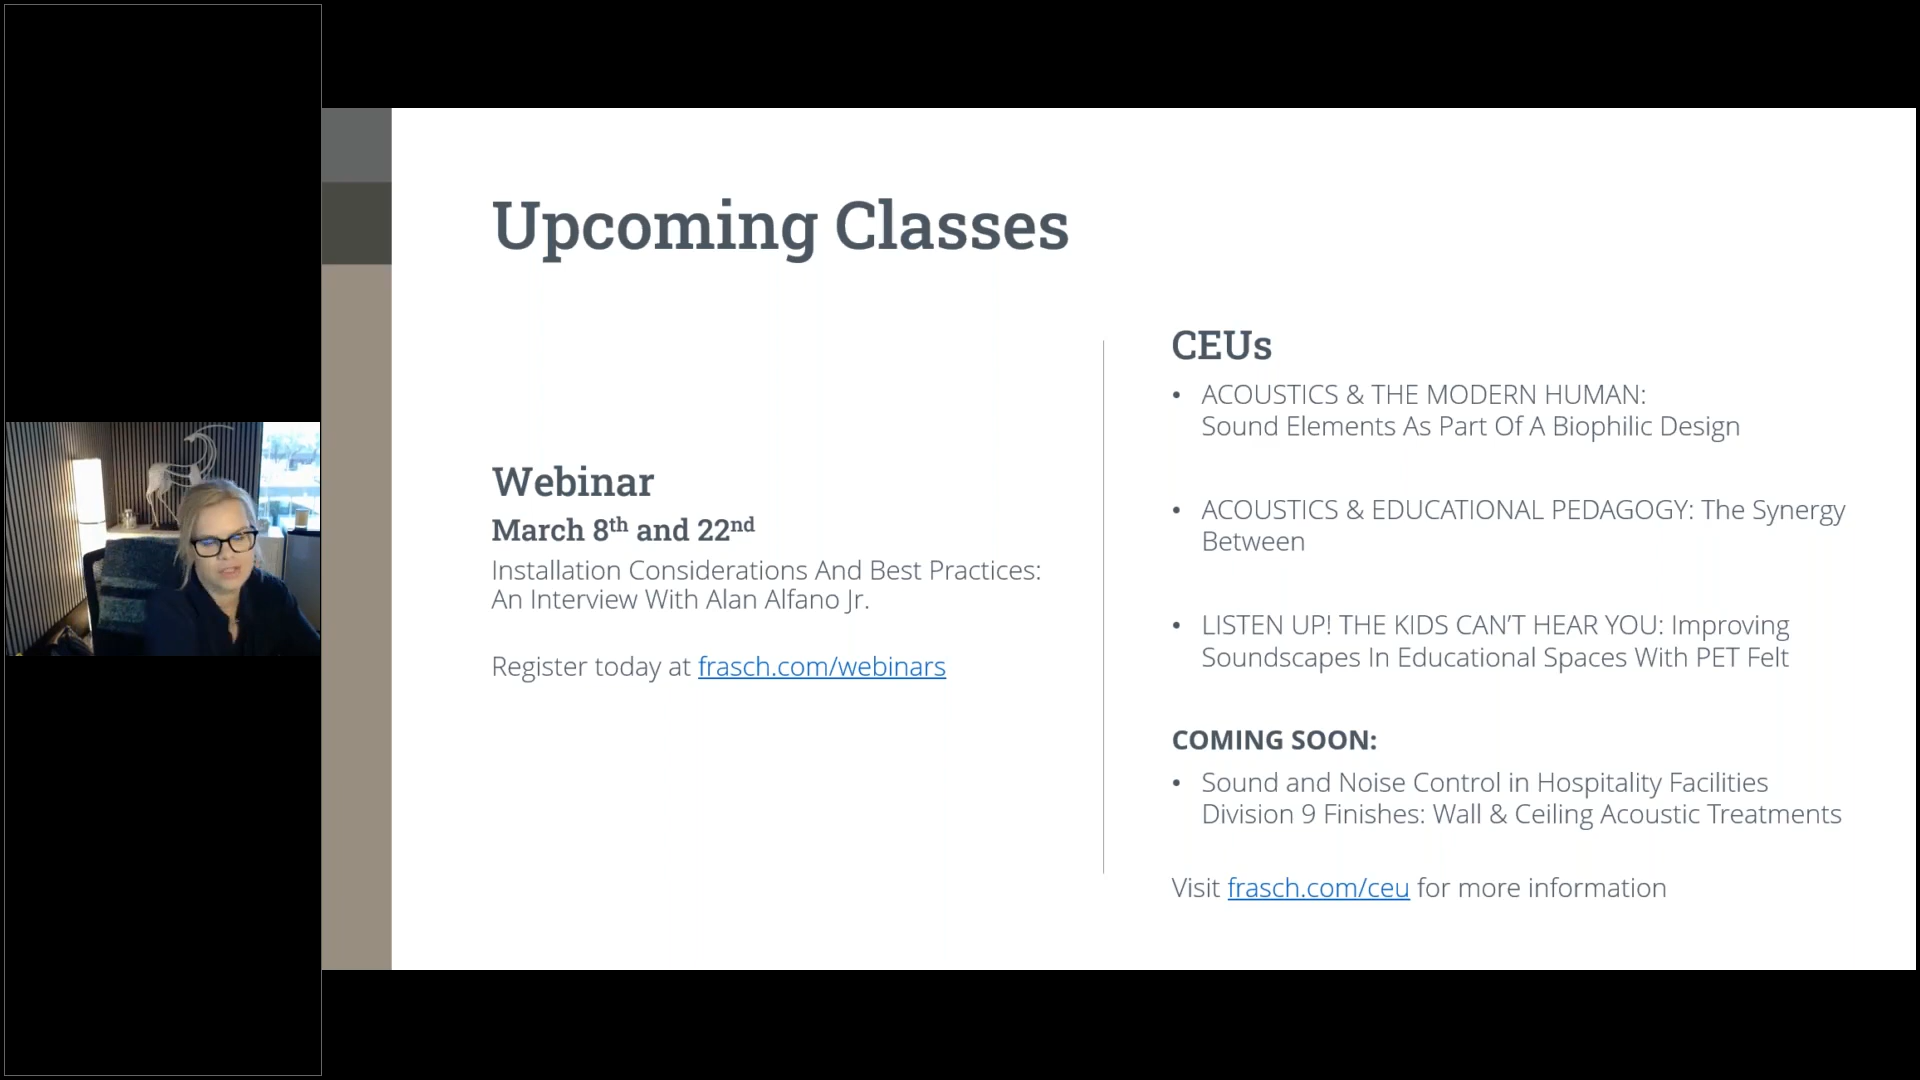 Upcoming Classes
Webinar
March 8th and 22nd
Installation Considerations And Best Practices:
An Interview With Alan Alfano Jr.
Register today at frasch.com/webinars
CEUs
• ACOUSTICS & THE MODERN HUMAN:
Sound Elements As Part Of A Biophilic Design
• ACOUSTICS & EDUCATIONAL PEDAGOGY: The Synergy
Between
• LISTEN UP! THE KIDS CAN’T HEAR YOU: Improving
Soundscapes In Educational Spaces With PET Felt
COMING SOON:
• Sound and Noise Control in Hospitality Facilities
Division 9 Finishes: Wall & Ceiling Acoustic Treatments
Visit frasch.com/ceu for more information